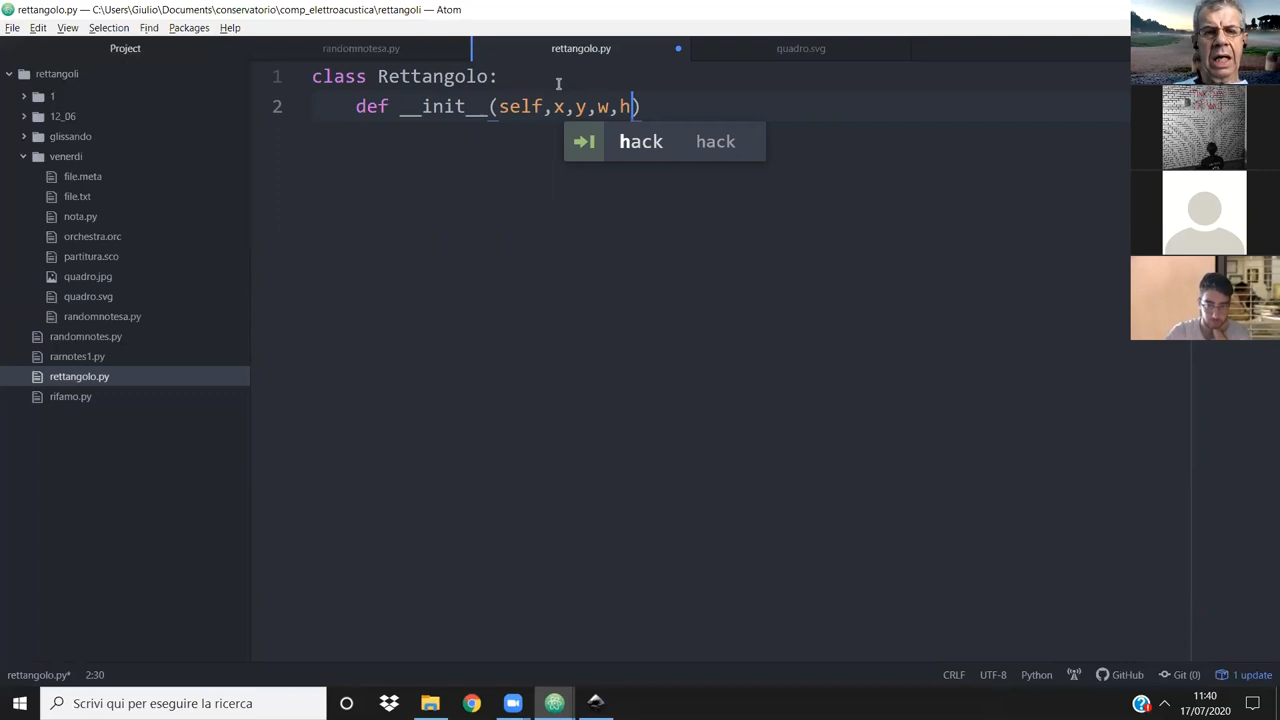 rettangolo.py — C:\Users\Giulio\Documents\conservatorio\comp_elettroacustica\rettangoli — Atom
File Edit View Selection Find Packages Help
Project
randomnotesa.py rettangolo.py quadro.svg
rettangoli
1
12_06
glissando
venerdi
file.meta
file.txt
nota.py
orchestra.orc
partitura.sco
quadro.jpg
quadro.svg
randomnotesa.py
randomnotes.py
rarnotes1.py
rettangolo.py
rifamo.py
1 class Rettangolo:
2 def __init__(self,x,y,w,h)
hack hack
rettangolo.py* 2:30 CRLF UTF-8 Python GitHub Git (0) 1 update
Scrivi qui per eseguire la ricerca
11:40
17/07/2020